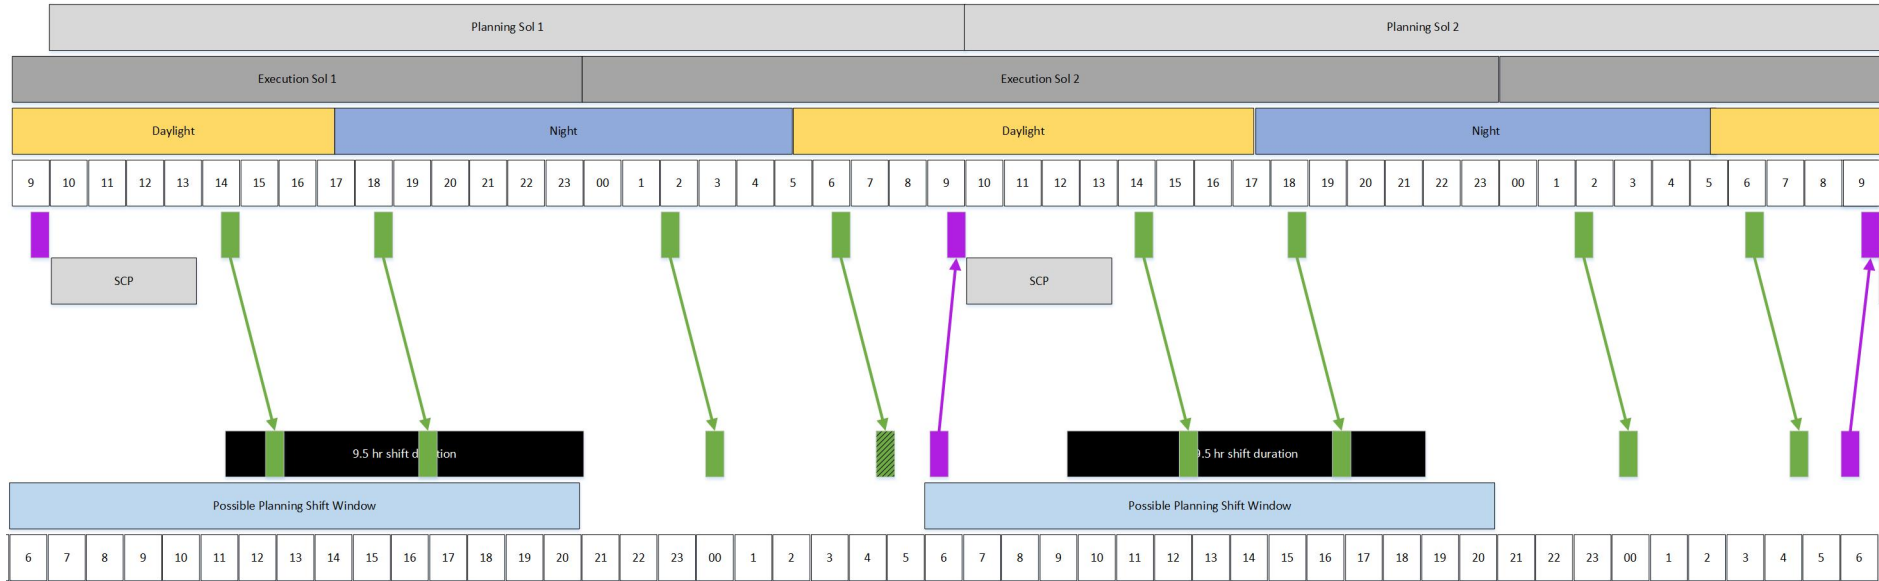 Planning Sol 1 Planning Sol 2
Execution Sol 1 Execution Sol 2
Daylight Night Daylight Night
9 10 11 12 13 14 15 16 17 18 19 20 21 22 23 00 1 2 3 4 5 6 7 8 9 10 11 12 13 14 15 16 17 18 19 20 21 22 23 00 1 2 3 4 5 6 7 8 9
SCP SCP
9.5 hr shift d tion .5 hr shift duration
Possible Planning Shift Window Possible Planning Shift Window
6 7 8 9 10 11 12 13 14 15 16 17 18 19 20 21 22 23 00 1 2 3 4 5 6 7 8 9 10 11 12 13 14 15 16 17 18 19 20 21 22 23 00 1 2 3 4 5 6